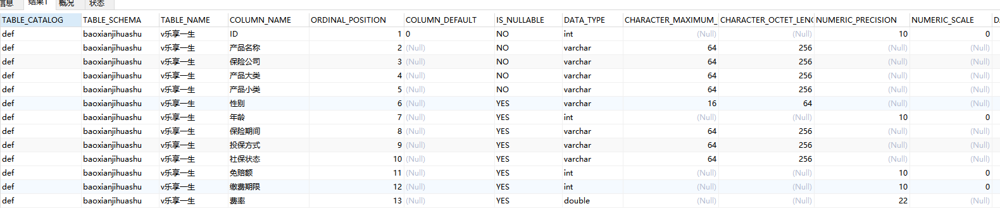 信息 结果1 概况 状态
TABLE_CATALOG TABLE_SCHEMA TABLE_NAME COLUMN_NAME ORDINAL_POSITION COLUMN_DEFAULT IS_NULLABLE DATA_TYPE CHARACTER_MAXIMUM_ CHARACTER_OCTET_LENG NUMERIC_PRECISION NUMERIC_SCALE
def baoxianjihuashu v乐享一生 ID 1 0 NO int (Null) (Null) 10 0
def baoxianjihuashu v乐享一生 产品名称 2 (Null) NO varchar 64 256 (Null) (Null)
def baoxianjihuashu v乐享一生 保险公司 3 (Null) NO varchar 64 256 (Null) (Null)
def baoxianjihuashu v乐享一生 产品大类 4 (Null) NO varchar 64 256 (Null) (Null)
def baoxianjihuashu v乐享一生 产品小类 5 (Null) NO varchar 64 256 (Null) (Null)
def baoxianjihuashu v乐享一生 性别 6 (Null) YES varchar 16 64 (Null) (Null)
def baoxianjihuashu v乐享一生 年龄 7 (Null) YES int (Null) (Null) 10 0
def baoxianjihuashu v乐享一生 保险期间 8 (Null) YES varchar 64 256 (Null) (Null)
def baoxianjihuashu v乐享一生 投保方式 9 (Null) YES varchar 64 256 (Null) (Null)
def baoxianjihuashu v乐享一生 社保状态 10 (Null) YES varchar 64 256 (Null) (Null)
def baoxianjihuashu v乐享一生 免赔额 11 (Null) YES int (Null) (Null) 10 0
def baoxianjihuashu v乐享一生 缴费期限 12 (Null) YES int (Null) (Null) 10 0
def baoxianjihuashu v乐享一生 费率 13 (Null) YES double (Null) (Null) 22 (Null)